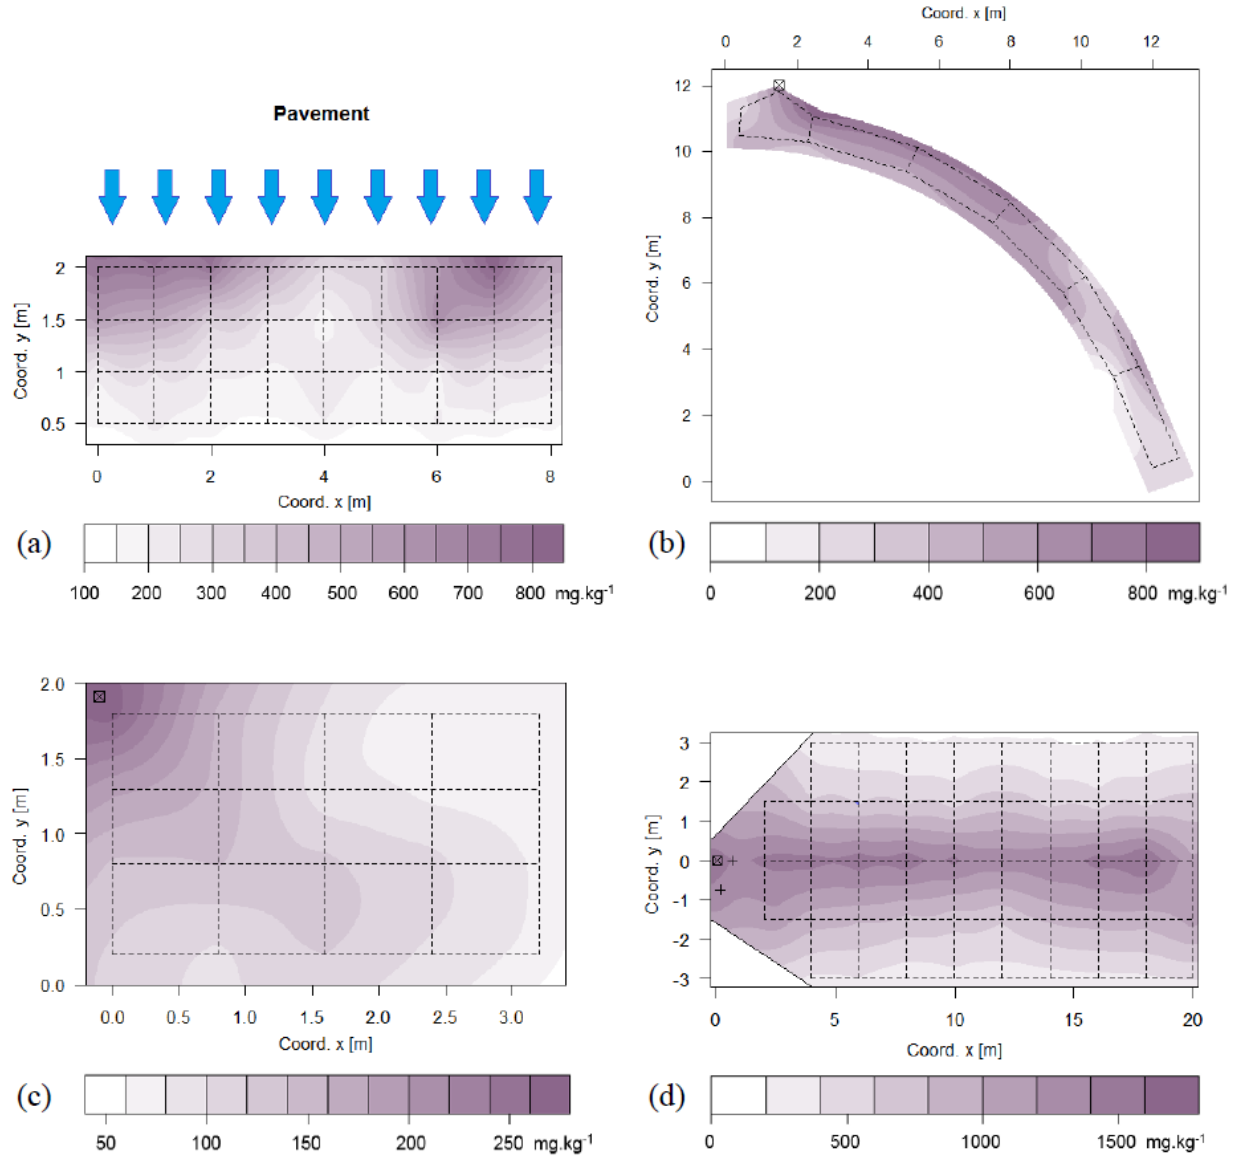 Pavement
2
1.5
1
0.5
Coord. y [m]
0 2 4 6 8
Coord. x [m]
(a)
100 200 300 400 500 600 700 800 mg.kg-1
Coord. x [m]
0 2 4 6 8 10 12
12
10
8
6
4
2
0
Coord. y [m]
(b)
0 200 400 600 800 mg.kg-1
2.0
1.5
1.0
0.5
0.0
Coord. y [m]
0.0 0.5 1.0 1.5 2.0 2.5 3.0
Coord. x [m]
(c)
50 100 150 200 250 mg.kg-1
3
2
1
0
-1
-2
-3
Coord. y [m]
0 5 10 15 20
Coord. x [m]
(d)
0 500 1000 1500 mg.kg-1